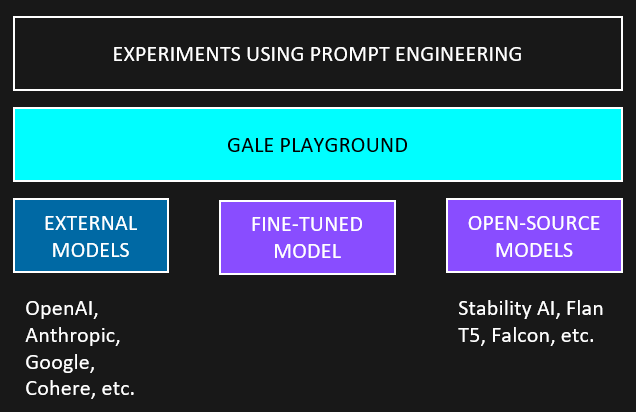 EXPERIMENTS USING PROMPT ENGINEERING
GALE PLAYGROUND
EXTERNAL
MODELS
FINE-TUNED
MODEL
OPEN-SOURCE
MODELS
OpenAI,
Anthropic,
Google,
Cohere, etc.
Stability AI, Flan
T5, Falcon, etc.